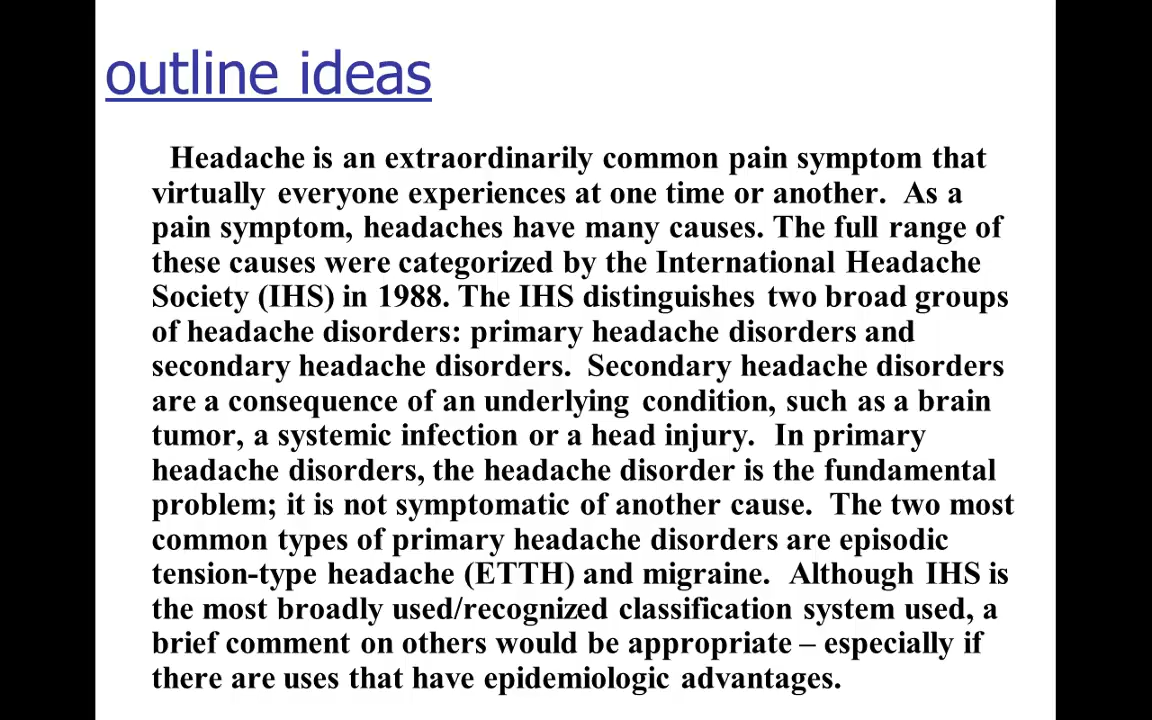 outline ideas
Headache is an extraordinarily common pain symptom that
virtually everyone experiences at one time or another. As a
pain symptom, headaches have many causes. The full range of
these causes were categorized by the International Headache
Society (IHS) in 1988. The IHS distinguishes two broad groups
of headache disorders: primary headache disorders and
secondary headache disorders. Secondary headache disorders
are a consequence of an underlying condition, such as a brain
tumor, a systemic infection or a head injury. In primary
headache disorders, the headache disorder is the fundamental
problem; it is not symptomatic of another cause. The two most
common types of primary headache disorders are episodic
tension-type headache (ETTH) and migraine. Although IHS is
the most broadly used/recognized classification system used, a
brief comment on others would be appropriate – especially if
there are uses that have epidemiologic advantages.